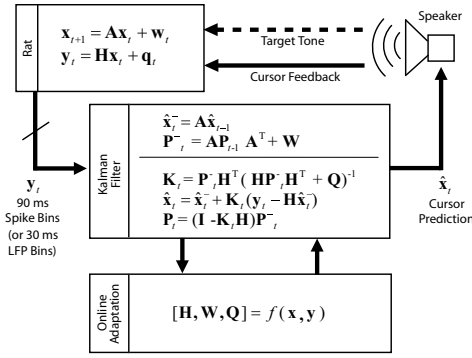 Rat
x_{t+1} = Ax_t + w_t
y_t = Hx_t + q_t
Target Tone
Cursor Feedback
Speaker
y_t
90 ms
Spike Bins
(or 30 ms
LFP Bins)
Kalman
Filter
x̂⁻_t = Ax̂_{t-1}
P⁻_t = AP_{t-1} A^T + W
K_t = P⁻_t H^T ( HP⁻_t H^T + Q)^{-1}
x̂_t = x̂⁻_t + K_t(y_t − Hx̂⁻_t)
P_t = (I -K_tH)P⁻_t
x̂_t
Cursor
Prediction
Online
Adaptation
[H, W, Q] = f(x, y)